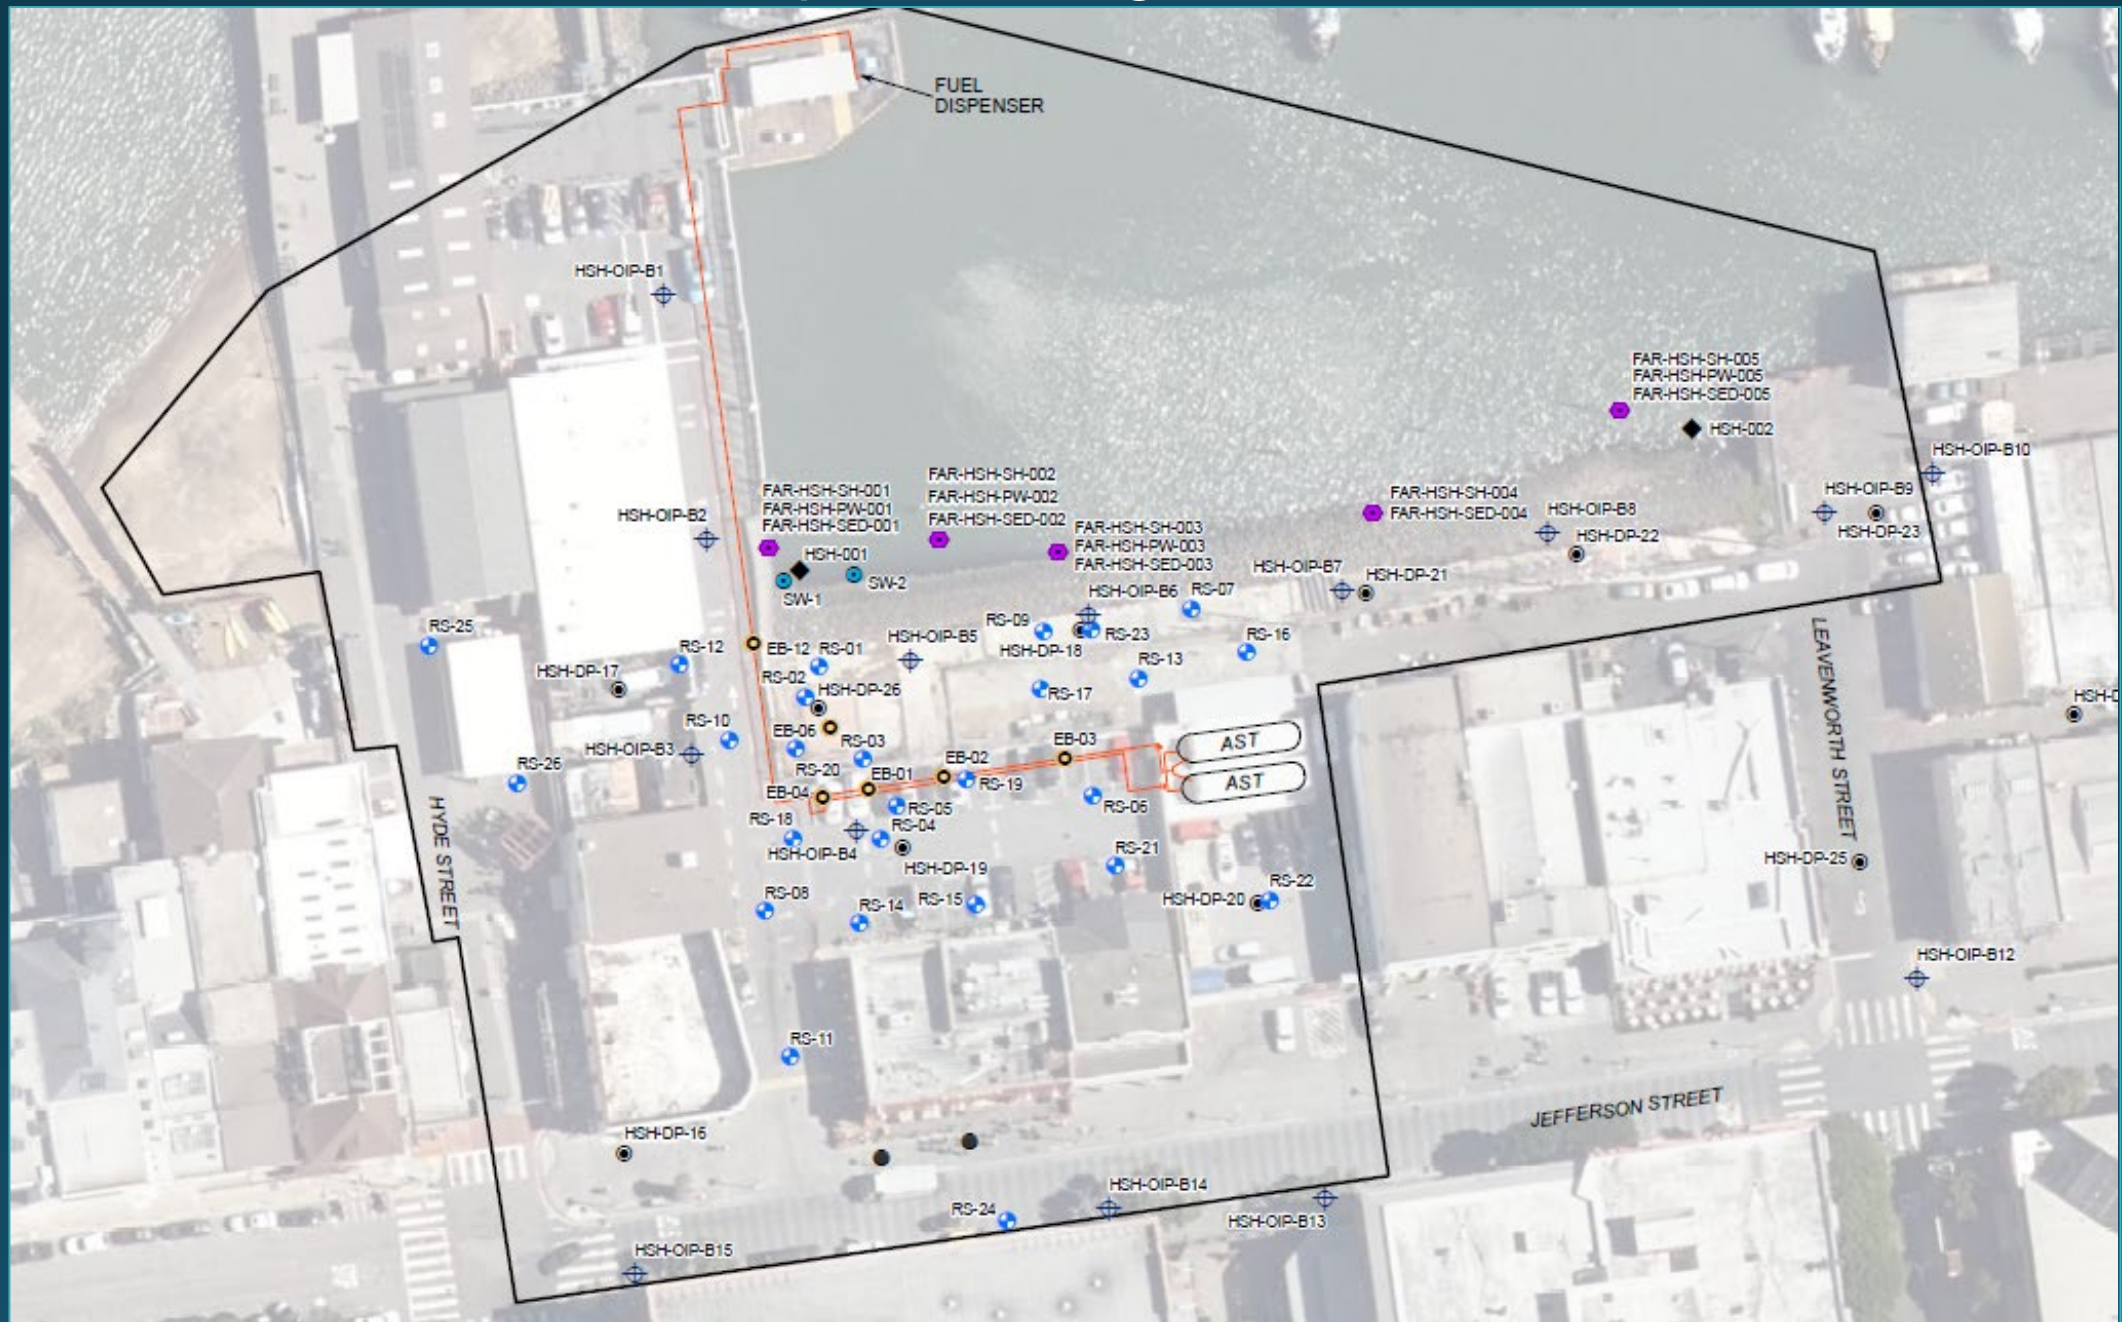 FUEL
DISPENSER
HSH-OIP-B1
FAR-HSH-SH-005
FAR-HSH-PW-005
FAR-HSH-SED-005
HSH-002
HSH-OIP-B10
FAR-HSH-SH-002
FAR-HSH-PW-002
FAR-HSH-SED-002
FAR-HSH-SH-001
FAR-HSH-PW-001
FAR-HSH-SED-001
FAR-HSH-SH-004
FAR-HSH-SED-004
HSH-OIP-B9
HSH-OIP-B2
HSH-OIP-B8
FAR-HSH-SH-003
FAR-HSH-PW-003
FAR-HSH-SED-003
HSH-DP-22
HSH-DP-23
HSH-001
SW-2
SW-1
HSH-OIP-B7
HSH-DP-21
HSH-OIP-B6
RS-07
RS-25
RS-09
RS-23
RS-16
HSH-OIP-B5
HSH-DP-18
RS-12
EB-12
RS-01
HSH-DP-17
RS-02
HSH-DP-26
RS-13
RS-17
LEAVENWORTH STREET
RS-10
EB-06
HSH-OIP-B3
RS-03
EB-03
AST
EB-02
RS-26
RS-20
EB-01
RS-19
AST
EB-04
HYDE STREET
RS-18
RS-05
RS-06
RS-04
HSH-OIP-B4
HSH-DP-19
RS-21
HSH-DP-25
RS-08
RS-14
RS-15
HSH-DP-20
RS-22
HSH-OIP-B12
RS-11
JEFFERSON STREET
HSH-DP-16
HSH-OIP-B14
RS-24
HSH-OIP-B13
HSH-OIP-B15